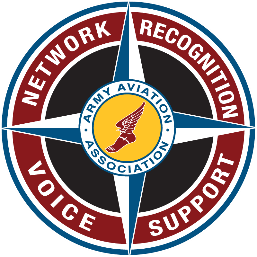 NETWORK
RECOGNITION
VOICE
SUPPORT
· ARMY AVIATION ·
ASSOCIATION